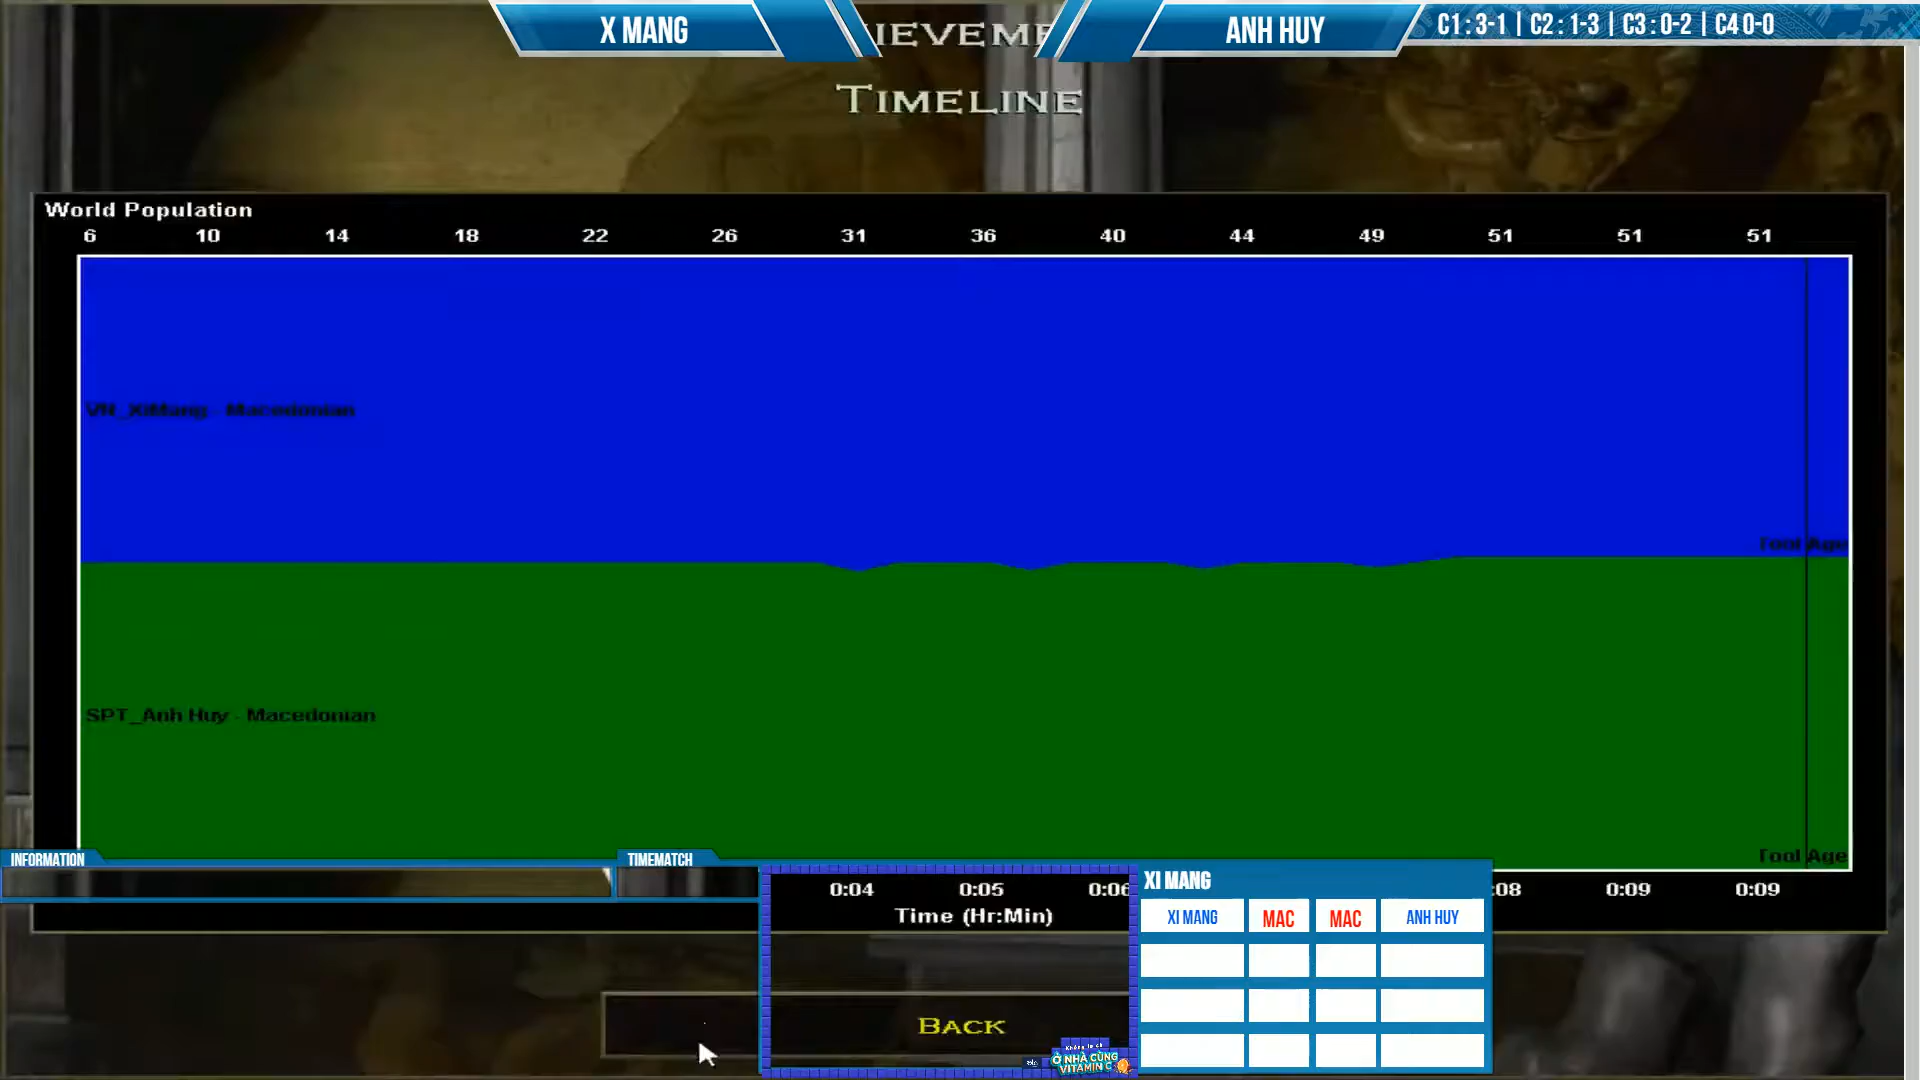 X MANG
IEVEME
ANH HUY
C1 : 3-1 | C2 : 1-3 | C3 : 0-2 | C4 0-0
TIMELINE
World Population
6 10 14 18 22 26 31 36 40 44 49 51 51 51
VN_XiMang - Macedonian
Tool Age
SPT_Anh Huy - Macedonian
Tool Age
INFORMATION
TIMEMATCH
0:04 0:05 0:06 :08 0:09 0:09
Time (Hr:Min)
XI MANG
XI MANG MAC MAC ANH HUY
BACK
Ở NHÀ CÙNG
VITAMIN C